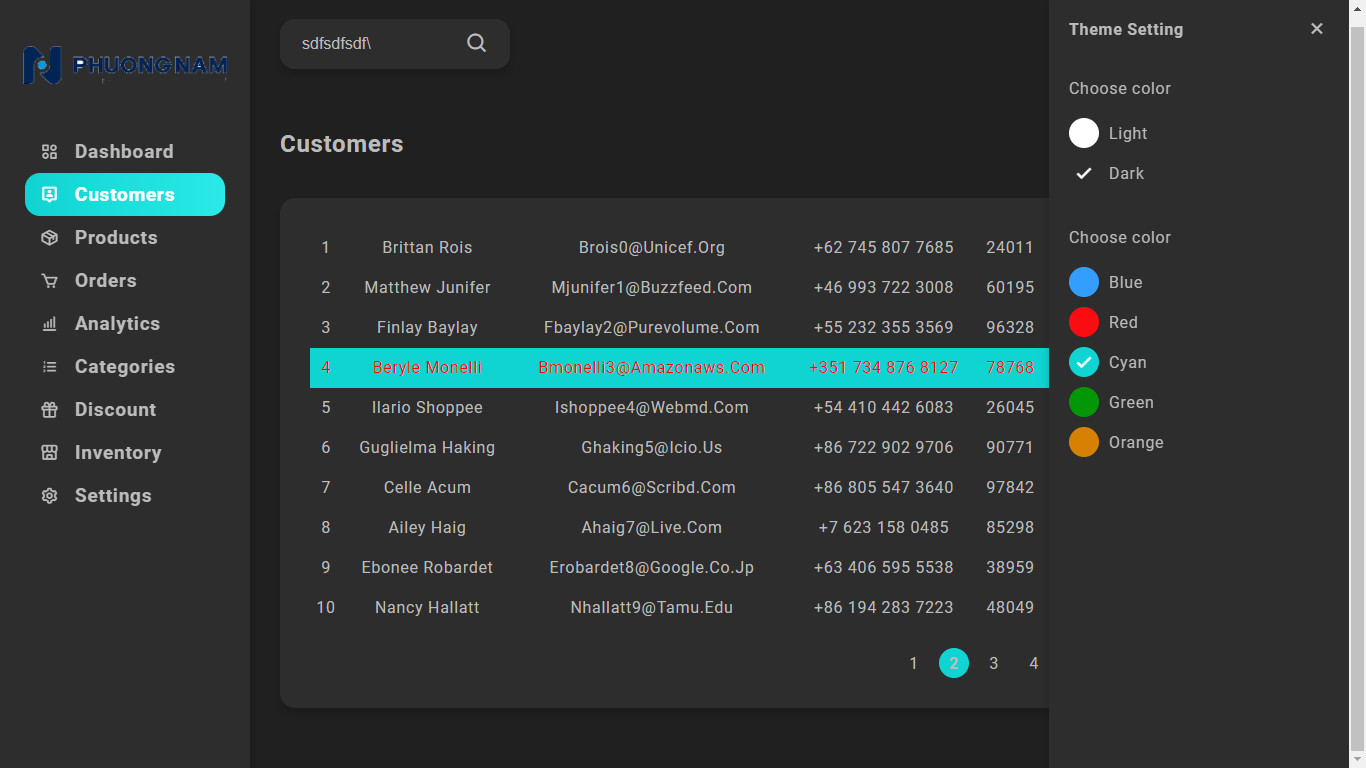 PHUONG NAM
Dashboard
Customers
Products
Orders
Analytics
Categories
Discount
Inventory
Settings
sdfsdfsdf\
Customers
1 Brittan Rois Brois0@Unicef.Org +62 745 807 7685 24011
2 Matthew Junifer Mjunifer1@Buzzfeed.Com +46 993 722 3008 60195
3 Finlay Baylay Fbaylay2@Purevolume.Com +55 232 355 3569 96328
4 Beryle Monelli Bmonelli3@Amazonaws.Com +351 734 876 8127 78768
5 Ilario Shoppee Ishoppee4@Webmd.Com +54 410 442 6083 26045
6 Guglielma Haking Ghaking5@Icio.Us +86 722 902 9706 90771
7 Celle Acum Cacum6@Scribd.Com +86 805 547 3640 97842
8 Ailey Haig Ahaig7@Live.Com +7 623 158 0485 85298
9 Ebonee Robardet Erobardet8@Google.Co.Jp +63 406 595 5538 38959
10 Nancy Hallatt Nhallatt9@Tamu.Edu +86 194 283 7223 48049
1 2 3 4
Theme Setting
Choose color
Light
Dark
Choose color
Blue
Red
Cyan
Green
Orange